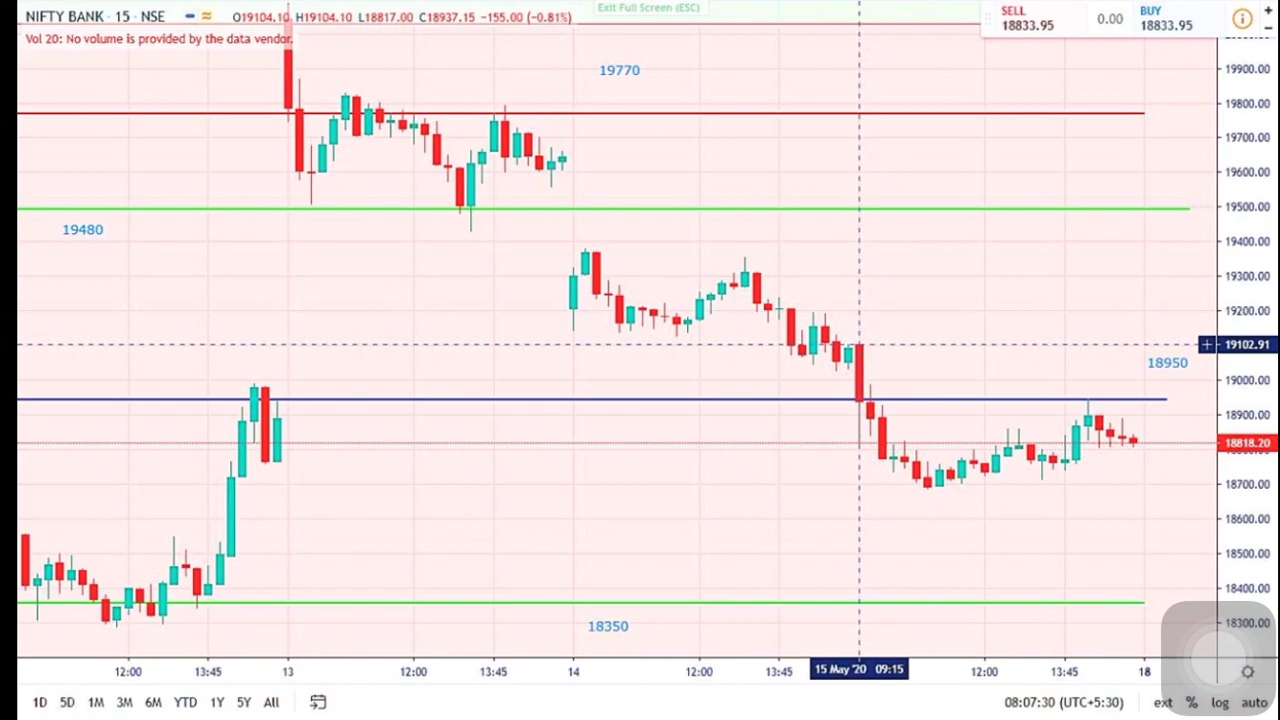 NIFTY BANK · 15 · NSE
O19104.10 H19104.10 L18817.00 C18937.15 −155.00 (−0.81%)
Exit Full Screen (ESC)
SELL
18833.95
0.00
BUY
18833.95
Vol 20: No volume is provided by the data vendor.
19770
19480
18950
18350
19900.00
19800.00
19700.00
19600.00
19500.00
19400.00
19300.00
19200.00
19102.91
19000.00
18900.00
18818.20
18700.00
18600.00
18500.00
18400.00
18300.00
12:00 13:45 13 12:00 13:45 14 12:00 13:45 15 May '20 09:15 12:00 13:45 18
1D 5D 1M 3M 6M YTD 1Y 5Y All
08:07:30 (UTC+5:30) ext % log auto